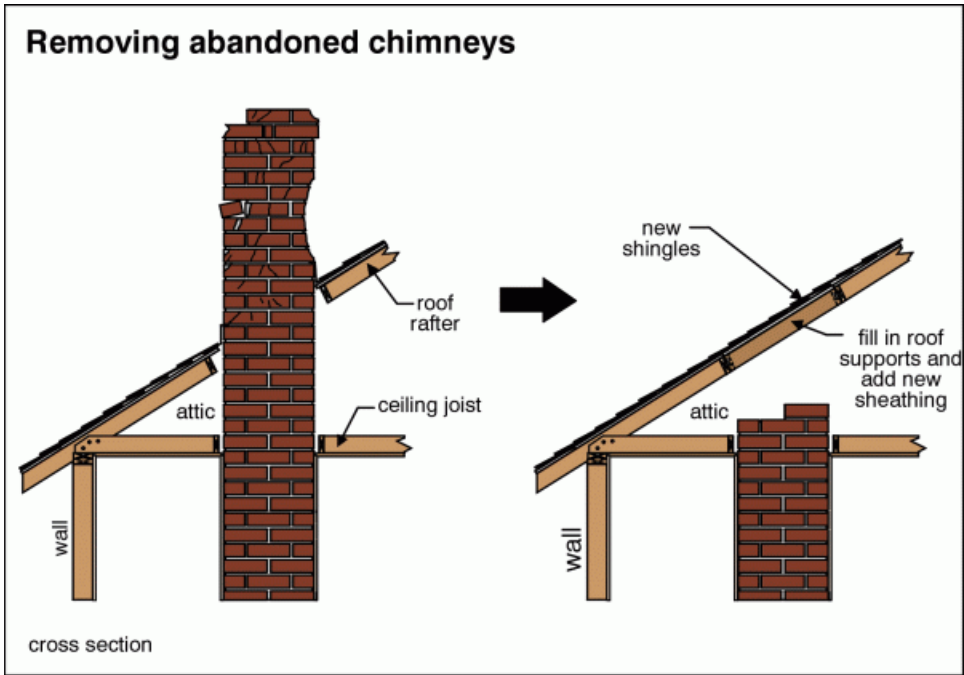 Removing abandoned chimneys
roof
rafter
attic
ceiling joist
wall
cross section
new
shingles
fill in roof
supports and
add new
sheathing
attic
wall